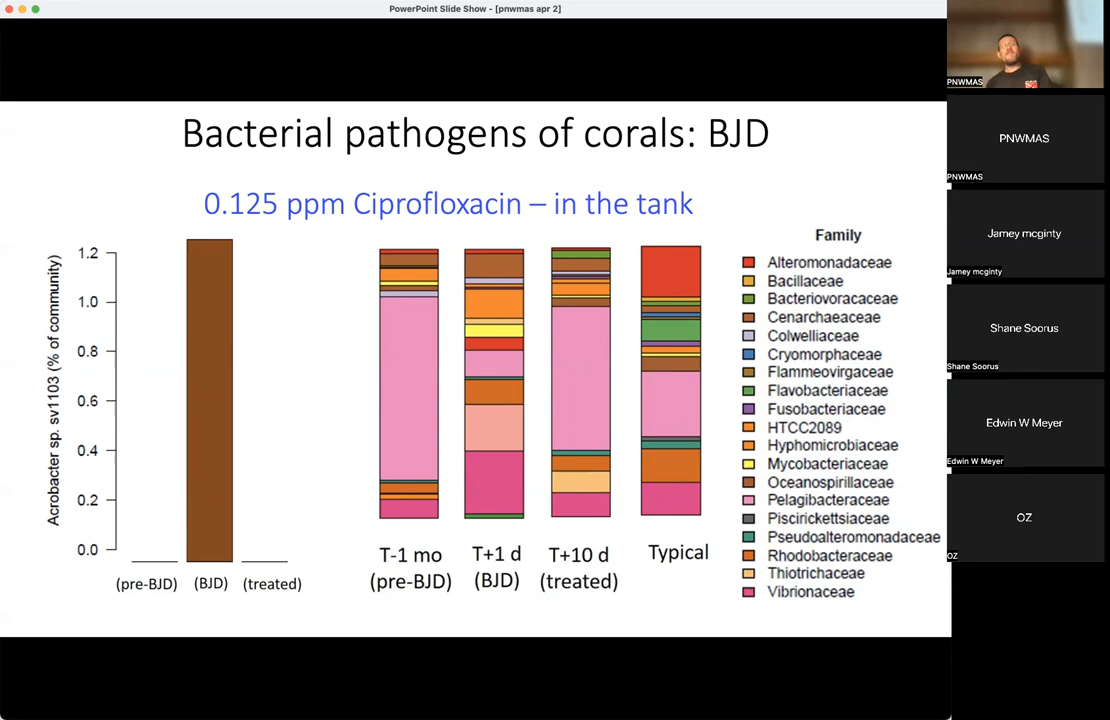 PowerPoint Slide Show - [pnwmas apr 2]
Bacterial pathogens of corals: BJD
0.125 ppm Ciprofloxacin – in the tank
Acrobacter sp. sv1103 (% of community)
1.2
1.0
0.8
0.6
0.4
0.2
0.0
(pre-BJD)
(BJD)
(treated)
T-1 mo
(pre-BJD)
T+1 d
(BJD)
T+10 d
(treated)
Typical
Family
Alteromonadaceae
Bacillaceae
Bacteriovoracaceae
Cenarchaeaceae
Colwelliaceae
Cryomorphaceae
Flammeovirgaceae
Flavobacteriaceae
Fusobacteriaceae
HTCC2089
Hyphomicrobiaceae
Mycobacteriaceae
Oceanospirillaceae
Pelagibacteraceae
Piscirickettsiaceae
Pseudoalteromonadaceae
Rhodobacteraceae
Thiotrichaceae
Vibrionaceae
PNWMAS
PNWMAS
PNWMAS
Jamey mcginty
Jamey mcginty
Shane Soorus
Shane Soorus
Edwin W Meyer
Edwin W Meyer
OZ
OZ